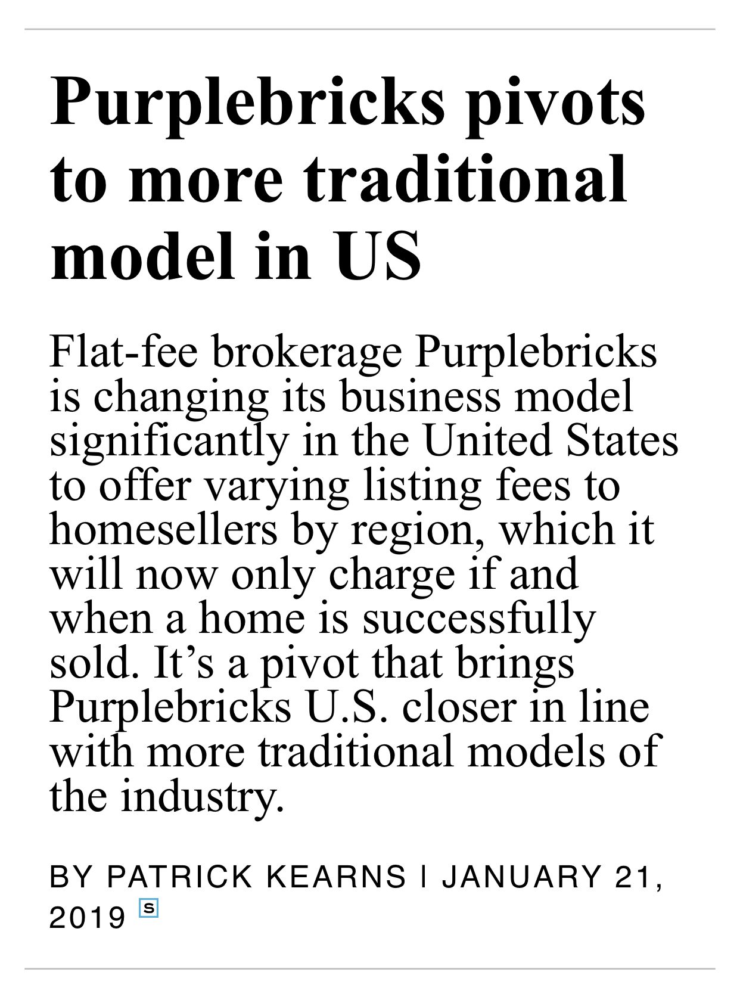 Purplebricks pivots
to more traditional
model in US
Flat-fee brokerage Purplebricks
is changing its business model
significantly in the United States
to offer varying listing fees to
homesellers by region, which it
will now only charge if and
when a home is successfully
sold. It’s a pivot that brings
Purplebricks U.S. closer in line
with more traditional models of
the industry.
BY PATRICK KEARNS | JANUARY 21,
2019 S